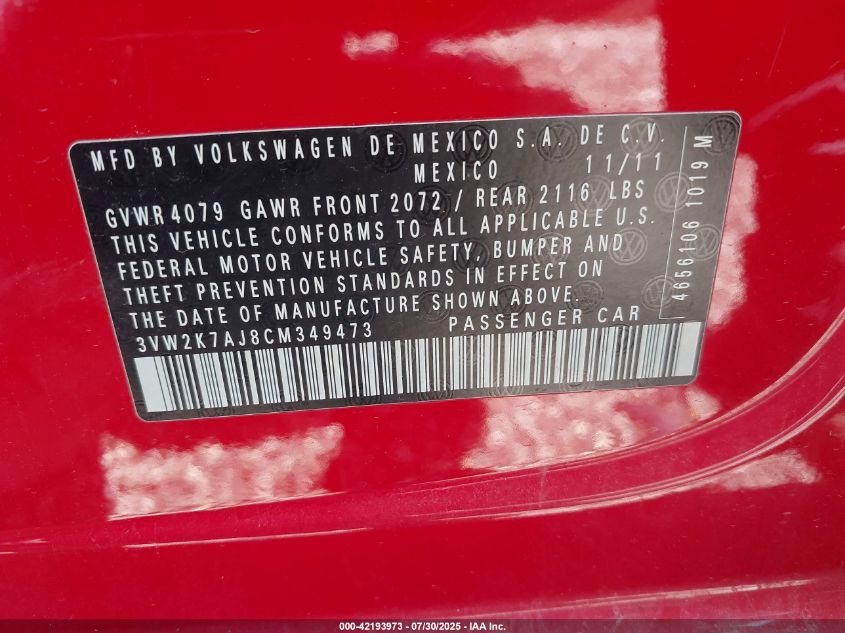 MFD BY VOLKSWAGEN DE MEXICO S.A. DE C.V.
MEXICO 11/11
GVWR 4079 GAWR FRONT 2072 / REAR 2116 LBS
THIS VEHICLE CONFORMS TO ALL APPLICABLE U.S.
FEDERAL MOTOR VEHICLE SAFETY, BUMPER AND
THEFT PREVENTION STANDARDS IN EFFECT ON
THE DATE OF MANUFACTURE SHOWN ABOVE.
3VW2K7AJ8CM349473 PASSENGER CAR
4656106 1019 M
000-42193973 - 07/30/2025 - IAA Inc.